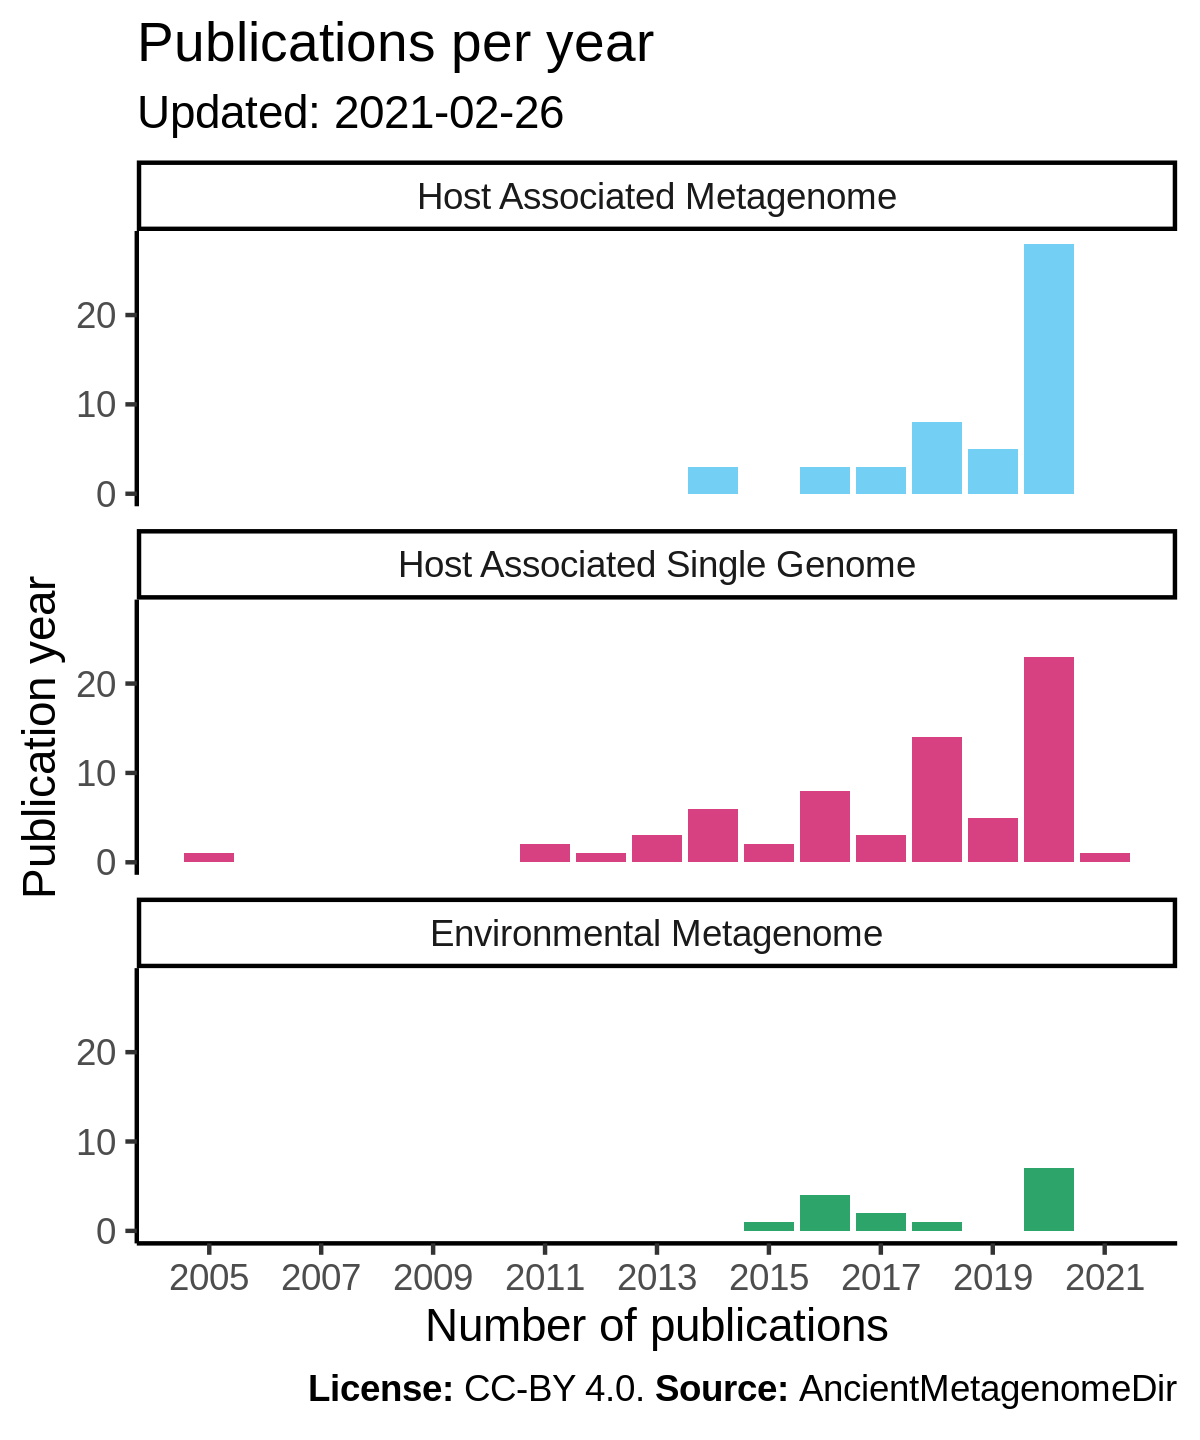 Publications per year
Updated: 2021-02-26
Host Associated Metagenome
20
10
0
Host Associated Single Genome
20
10
0
Publication year
Environmental Metagenome
20
10
0
2005 2007 2009 2011 2013 2015 2017 2019 2021
Number of publications
License: CC-BY 4.0. Source: AncientMetagenomeDir